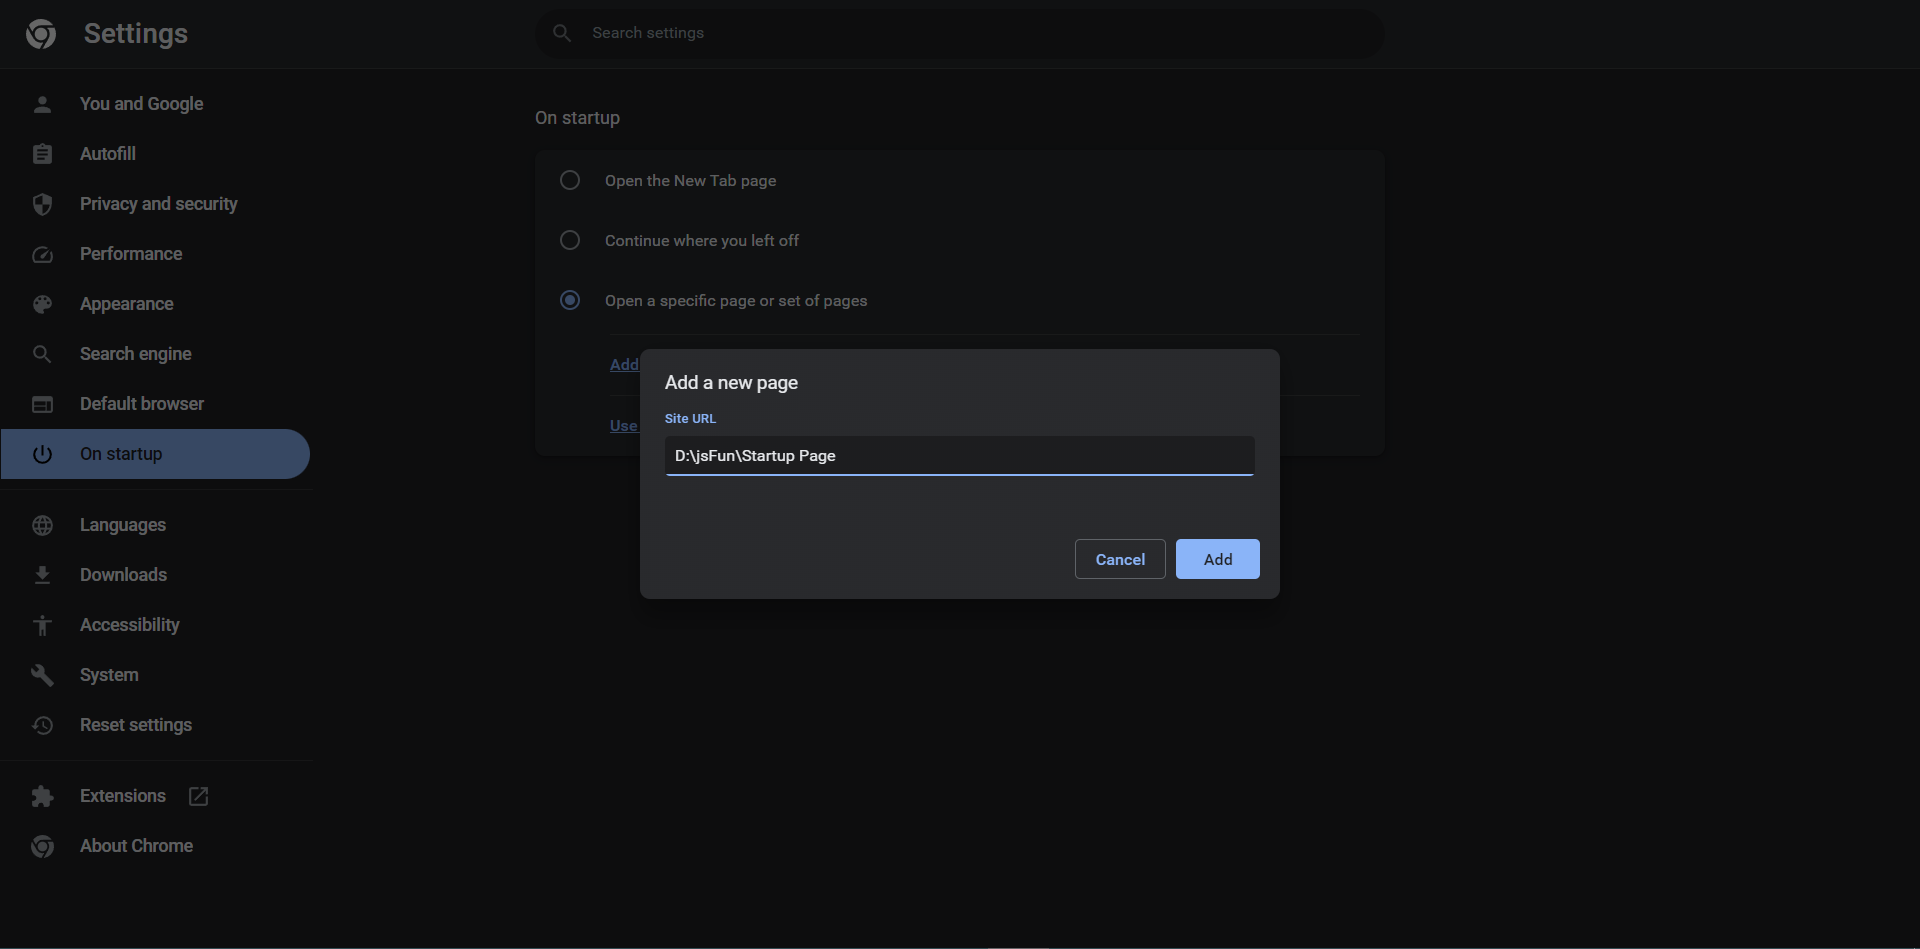 Settings
Search settings
You and Google
Autofill
Privacy and security
Performance
Appearance
Search engine
Default browser
On startup
Languages
Downloads
Accessibility
System
Reset settings
Extensions
About Chrome
On startup
Open the New Tab page
Continue where you left off
Open a specific page or set of pages
Add
Use
Add a new page
Site URL
D:\jsFun\Startup Page
Cancel
Add